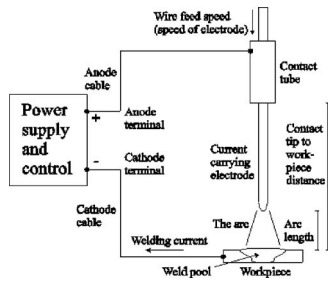 Wire feed speed
(speed of electrode)
Anode
cable
Contact
tube
Power
supply
and
control
+
Anode
terminal
-
Cathode
terminal
Current
carrying
electrode
Contact
tip to
work-
piece
distance
Cathode
cable
The arc
Arc
length
Welding current
Weld pool
Workpiece